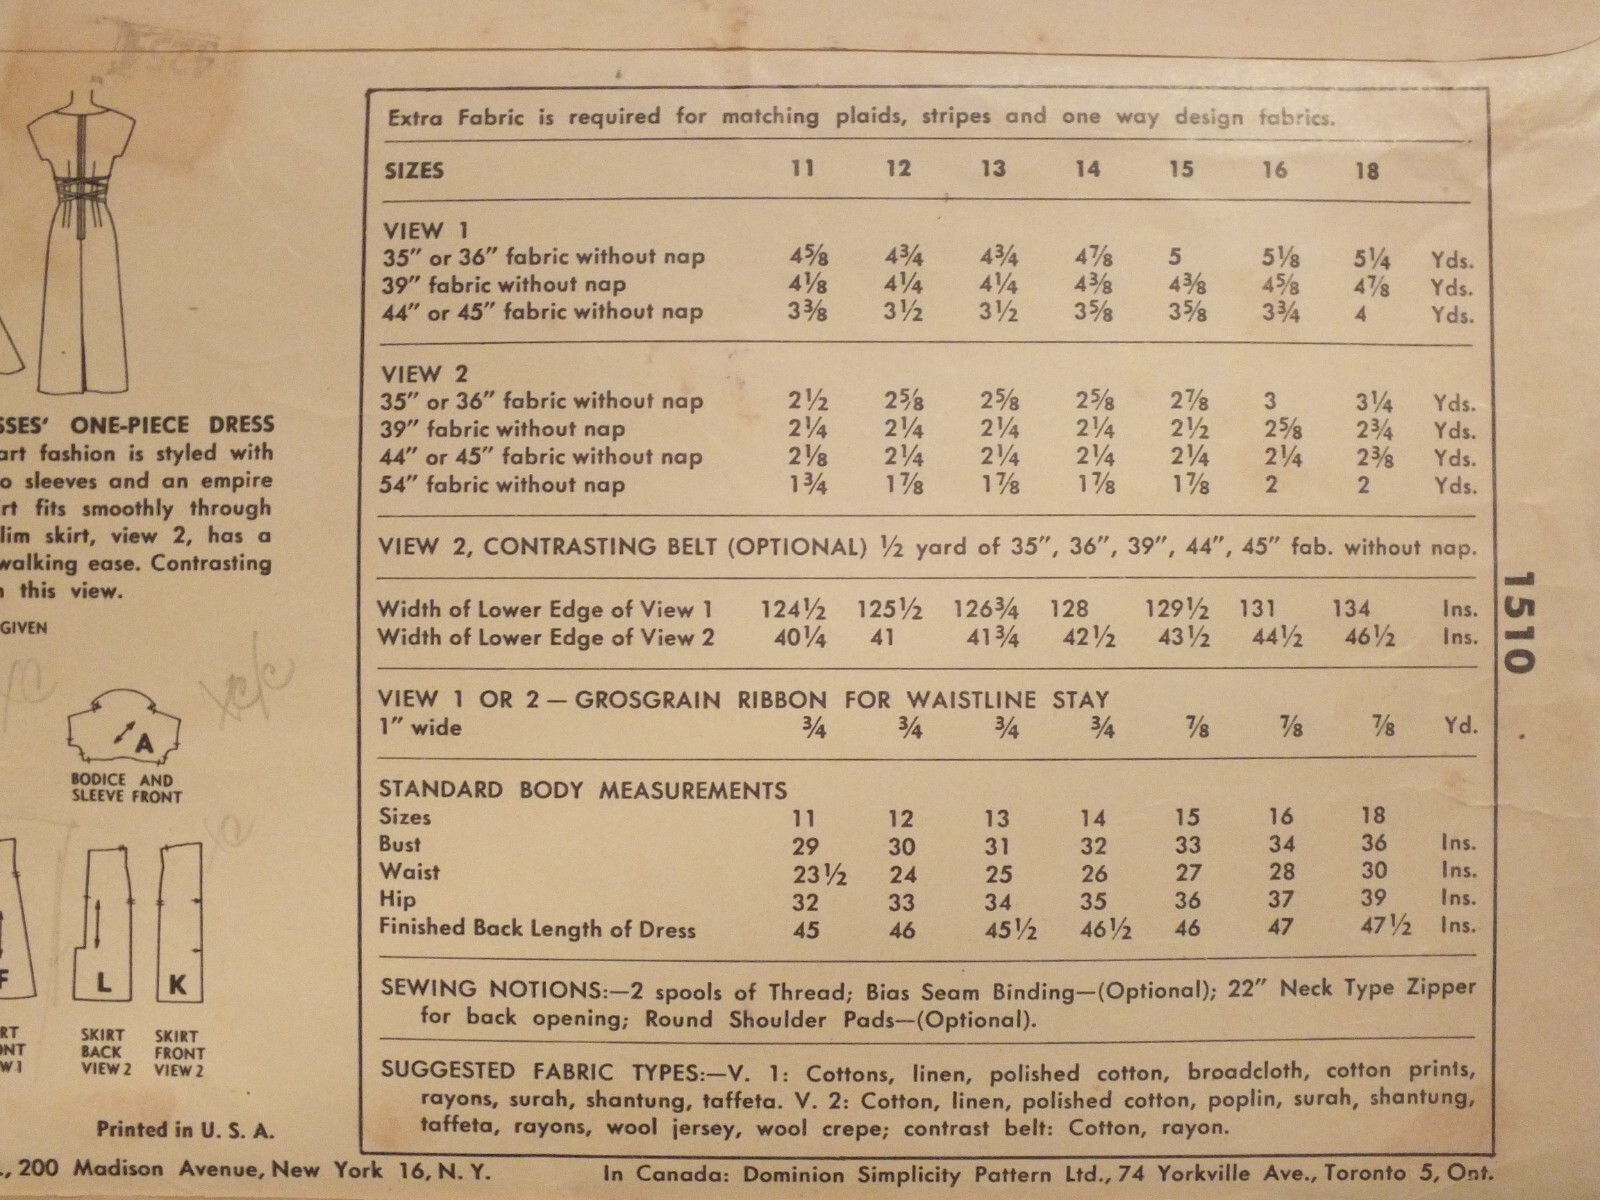 SSES' ONE-PIECE DRESS
art fashion is styled with
o sleeves and an empire
rt fits smoothly through
lim skirt, view 2, has a
walking ease. Contrasting
n this view.
GIVEN
A
BODICE AND
SLEEVE FRONT
F
L
K
RT
ONT
W 1
SKIRT
BACK
VIEW 2
SKIRT
FRONT
VIEW 2
Printed in U. S. A.
Extra Fabric is required for matching plaids, stripes and one way design fabrics.
SIZES 11 12 13 14 15 16 18
VIEW 1
35" or 36" fabric without nap 4⅝ 4¾ 4¾ 4⅞ 5 5⅛ 5¼ Yds.
39" fabric without nap 4⅛ 4¼ 4¼ 4⅜ 4⅜ 4⅝ 4⅞ Yds.
44" or 45" fabric without nap 3⅜ 3½ 3½ 3⅝ 3⅝ 3¾ 4 Yds.
VIEW 2
35" or 36" fabric without nap 2½ 2⅝ 2⅝ 2⅝ 2⅞ 3 3¼ Yds.
39" fabric without nap 2¼ 2¼ 2¼ 2¼ 2½ 2⅝ 2¾ Yds.
44" or 45" fabric without nap 2⅛ 2¼ 2¼ 2¼ 2¼ 2¼ 2⅜ Yds.
54" fabric without nap 1¾ 1⅞ 1⅞ 1⅞ 1⅞ 2 2 Yds.
VIEW 2, CONTRASTING BELT (OPTIONAL) ½ yard of 35", 36", 39", 44", 45" fab. without nap.
Width of Lower Edge of View 1 124½ 125½ 126¾ 128 129½ 131 134 Ins.
Width of Lower Edge of View 2 40¼ 41 41¾ 42½ 43½ 44½ 46½ Ins.
VIEW 1 OR 2 — GROSGRAIN RIBBON FOR WAISTLINE STAY
1" wide ¾ ¾ ¾ ¾ ⅞ ⅞ ⅞ Yd.
STANDARD BODY MEASUREMENTS
Sizes 11 12 13 14 15 16 18
Bust 29 30 31 32 33 34 36 Ins.
Waist 23½ 24 25 26 27 28 30 Ins.
Hip 32 33 34 35 36 37 39 Ins.
Finished Back Length of Dress 45 46 45½ 46½ 46 47 47½ Ins.
SEWING NOTIONS:—2 spools of Thread; Bias Seam Binding—(Optional); 22" Neck Type Zipper
for back opening; Round Shoulder Pads—(Optional).
SUGGESTED FABRIC TYPES:—V. 1: Cottons, linen, polished cotton, broadcloth, cotton prints,
rayons, surah, shantung, taffeta. V. 2: Cotton, linen, polished cotton, poplin, surah, shantung,
taffeta, rayons, wool jersey, wool crepe; contrast belt: Cotton, rayon.
1510
., 200 Madison Avenue, New York 16, N. Y. In Canada: Dominion Simplicity Pattern Ltd., 74 Yorkville Ave., Toronto 5, Ont.